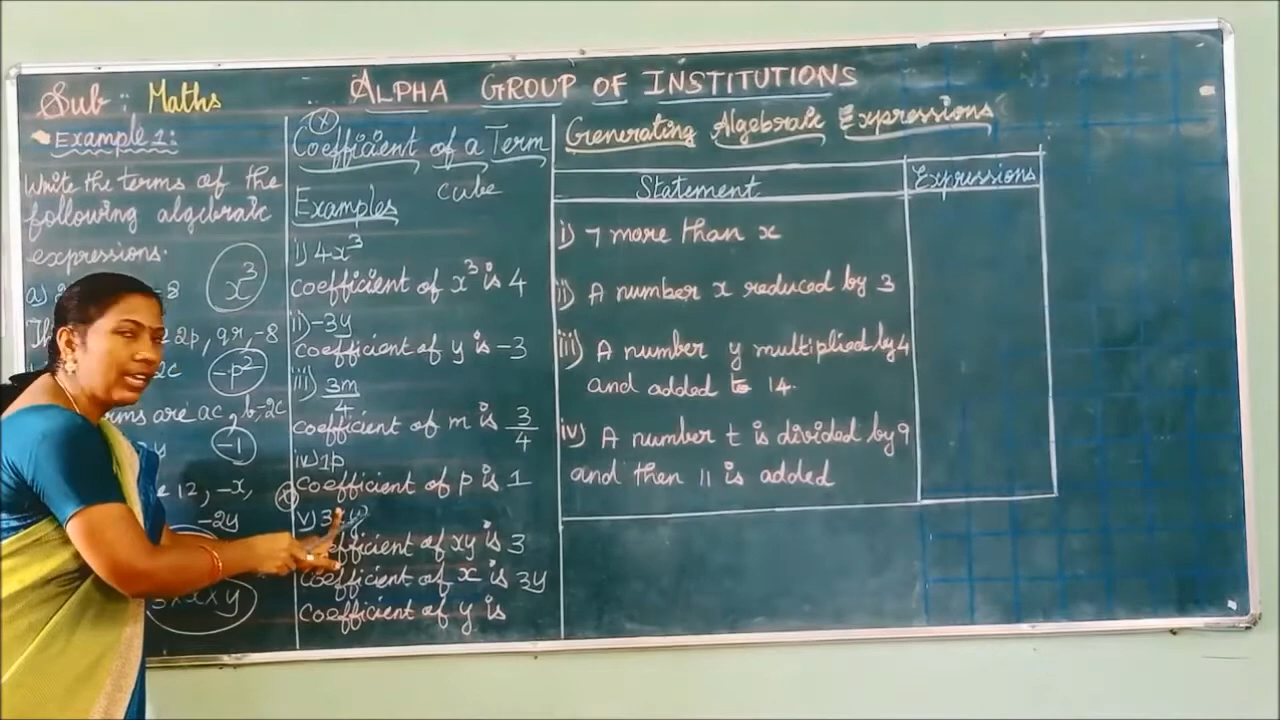 Sub : Maths
ALPHA GROUP OF INSTITUTIONS
Example 1:
Write the terms of the
following algebraic
expressions.
a)
-8
x³
-2p, qr, -8
-2c
-p²
terms are ac, b, -2c
y
-1
12, -x,
-2y
3×x×y
Coefficient of a Term
cube
Examples
i) 4x³
coefficient of x³ is 4
ii) -3y
coefficient of y is -3
iii) 3m/4
coefficient of m is 3/4
iv) 1p
coefficient of p is 1
v) 3xy
coefficient of xy is 3
coefficient of x is 3y
coefficient of y is
Generating Algebraic Expressions
Statement Expressions
i) 7 more than x
ii) A number x reduced by 3
iii) A number y multiplied by 4
and added to 14.
iv) A number t is divided by 9
and then 11 is added